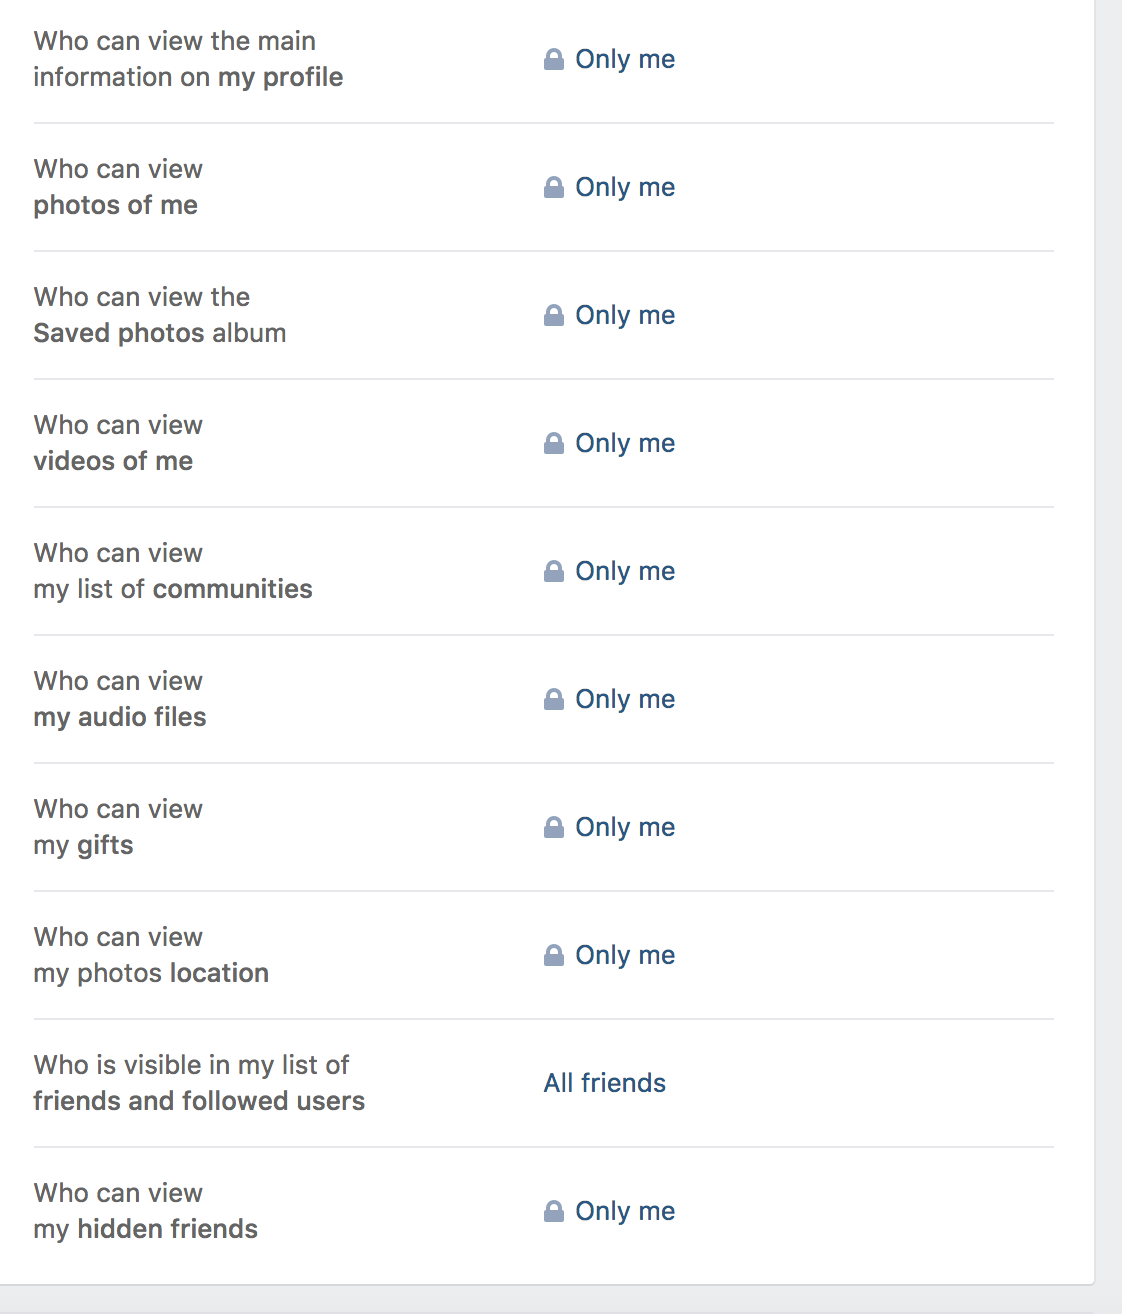 Who can view the main
information on my profile
Only me
Who can view
photos of me
Only me
Who can view the
Saved photos album
Only me
Who can view
videos of me
Only me
Who can view
my list of communities
Only me
Who can view
my audio files
Only me
Who can view
my gifts
Only me
Who can view
my photos location
Only me
Who is visible in my list of
friends and followed users
All friends
Who can view
my hidden friends
Only me